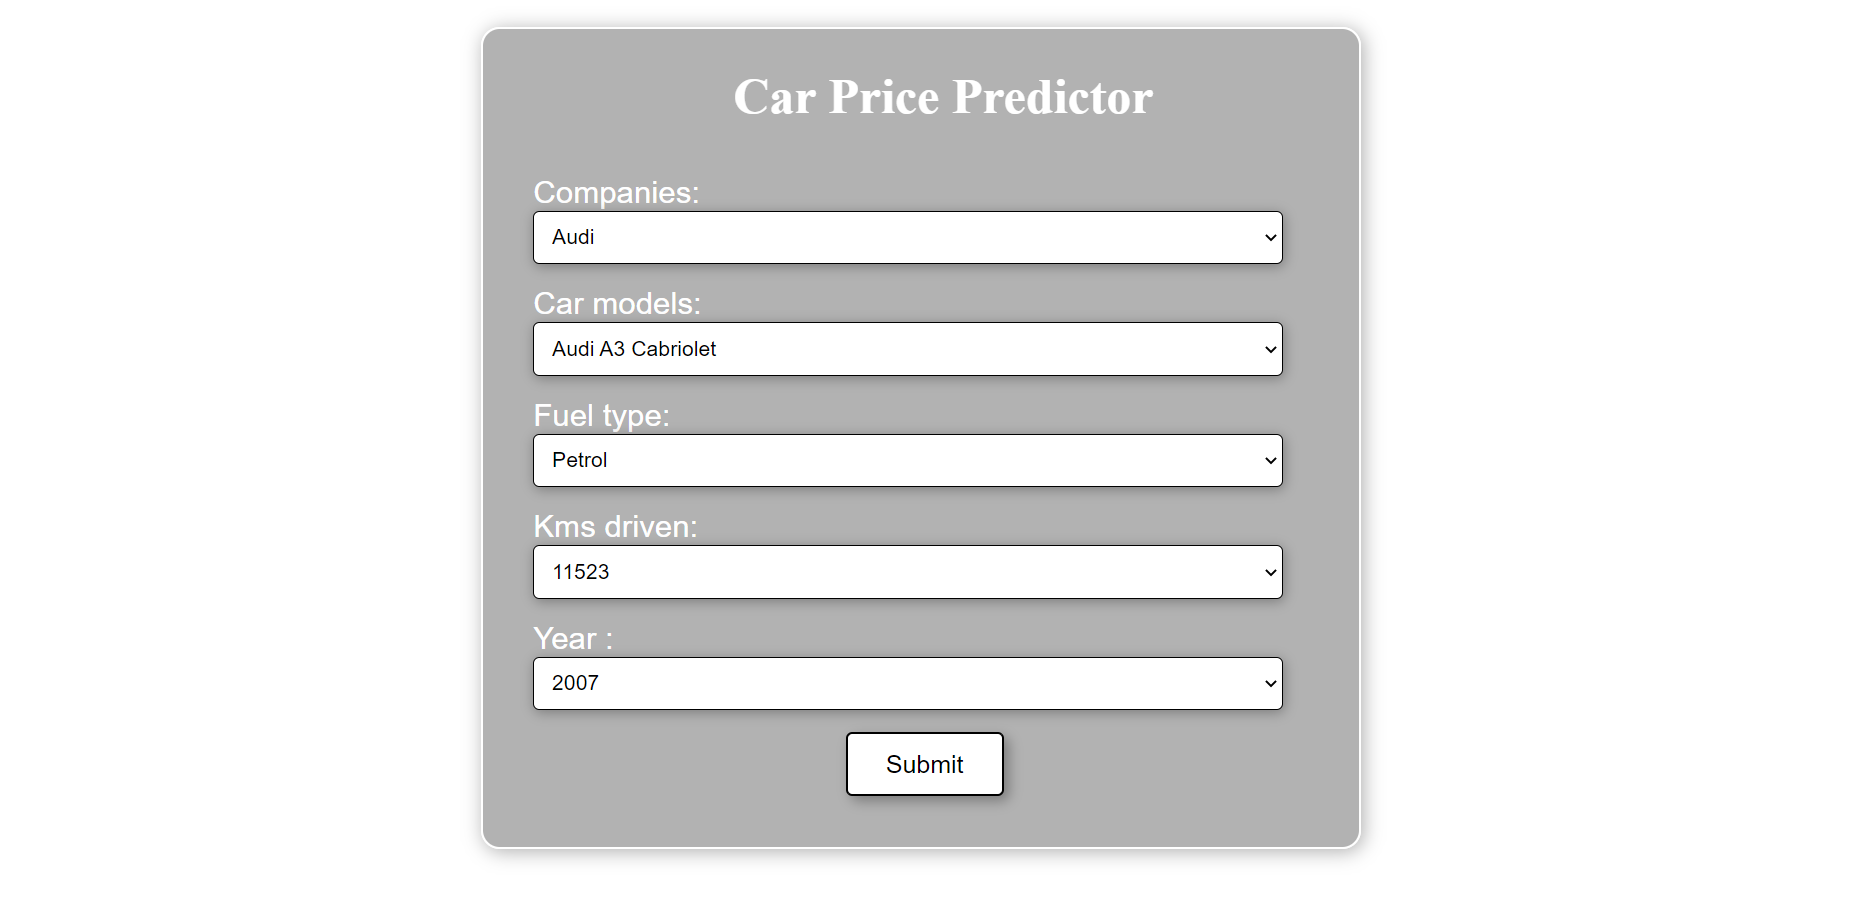 Car Price Predictor
Companies:
Audi
Car models:
Audi A3 Cabriolet
Fuel type:
Petrol
Kms driven:
11523
Year :
2007
Submit